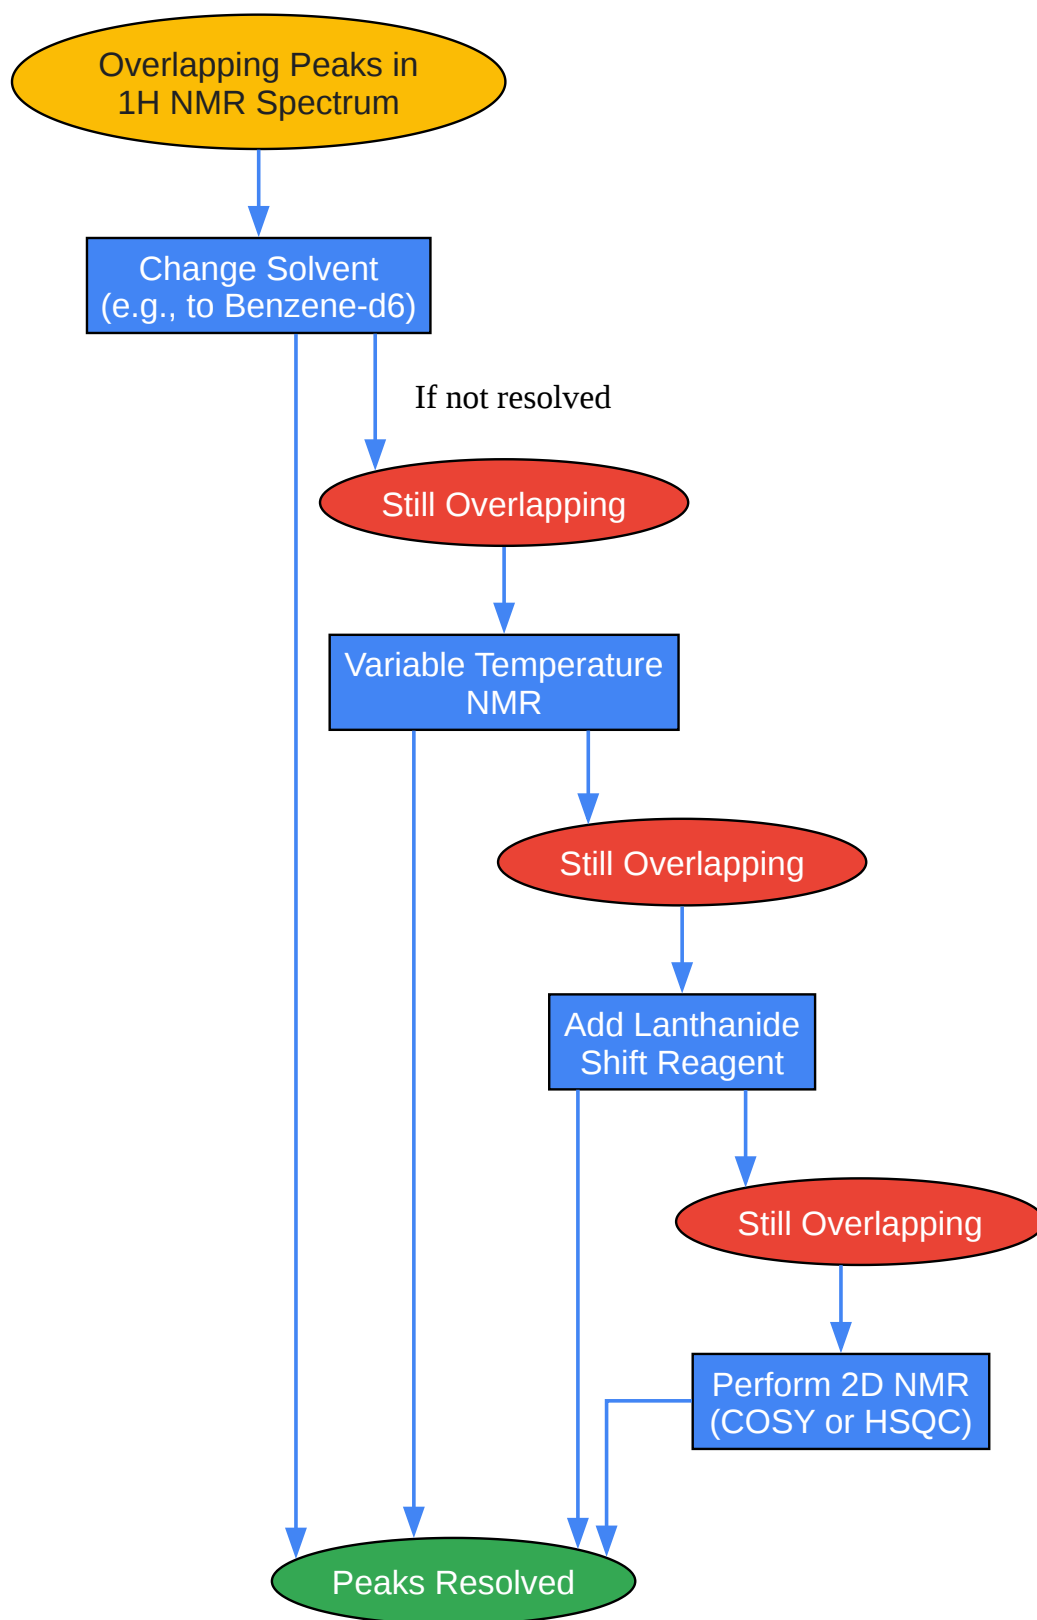 Overlapping Peaks in
1H NMR Spectrum
Change Solvent
(e.g., to Benzene-d6)
If not resolved
Still Overlapping
Variable Temperature
NMR
Still Overlapping
Add Lanthanide
Shift Reagent
Still Overlapping
Perform 2D NMR
(COSY or HSQC)
Peaks Resolved